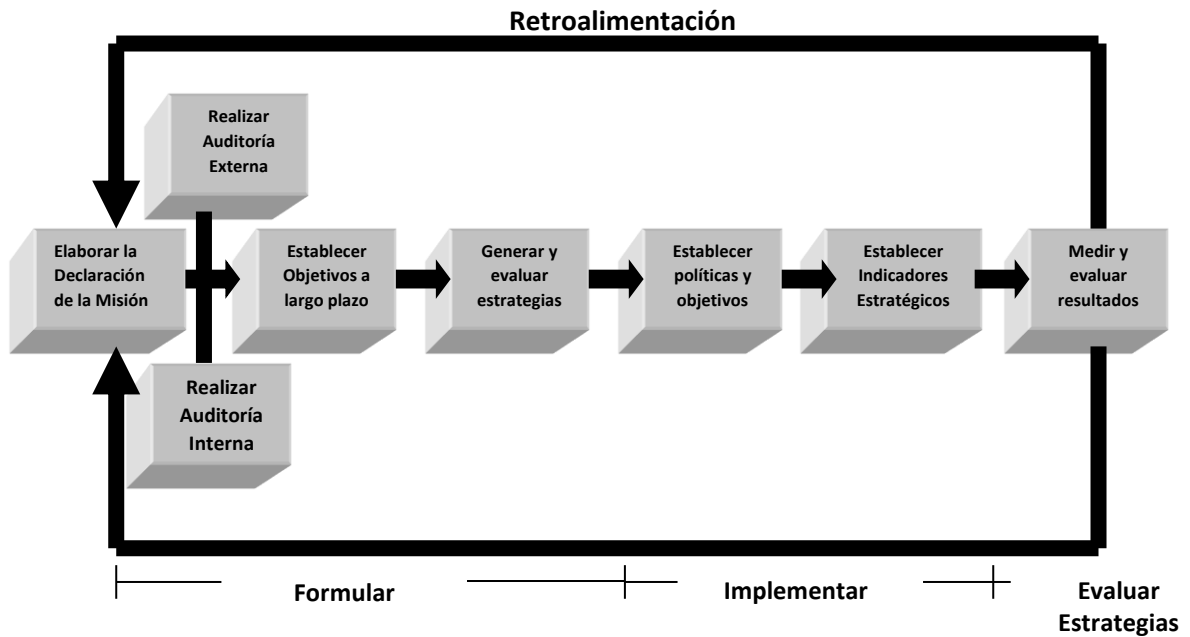 Retroalimentación
Realizar
Auditoría
Externa
Elaborar la
Declaración
de la Misión
Establecer
Objetivos a
largo plazo
Generar y
evaluar
estrategias
Establecer
políticas y
objetivos
Establecer
Indicadores
Estratégicos
Medir y
evaluar
resultados
Realizar
Auditoría
Interna
Formular
Implementar
Evaluar
Estrategias